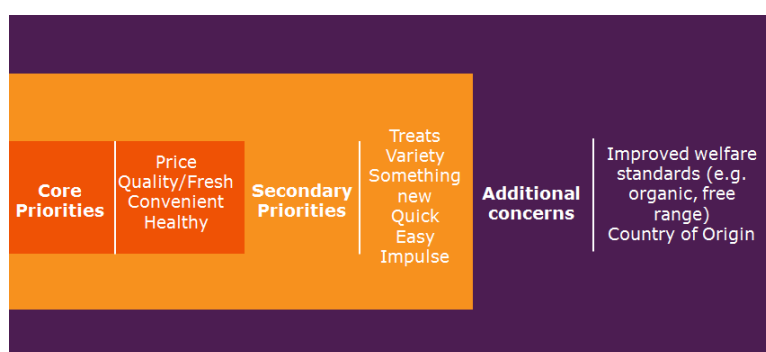 Core
Priorities
Price
Quality/Fresh
Convenient
Healthy
Secondary
Priorities
Treats
Variety
Something
new
Quick
Easy
Impulse
Additional
concerns
Improved welfare
standards (e.g.
organic, free
range)
Country of Origin